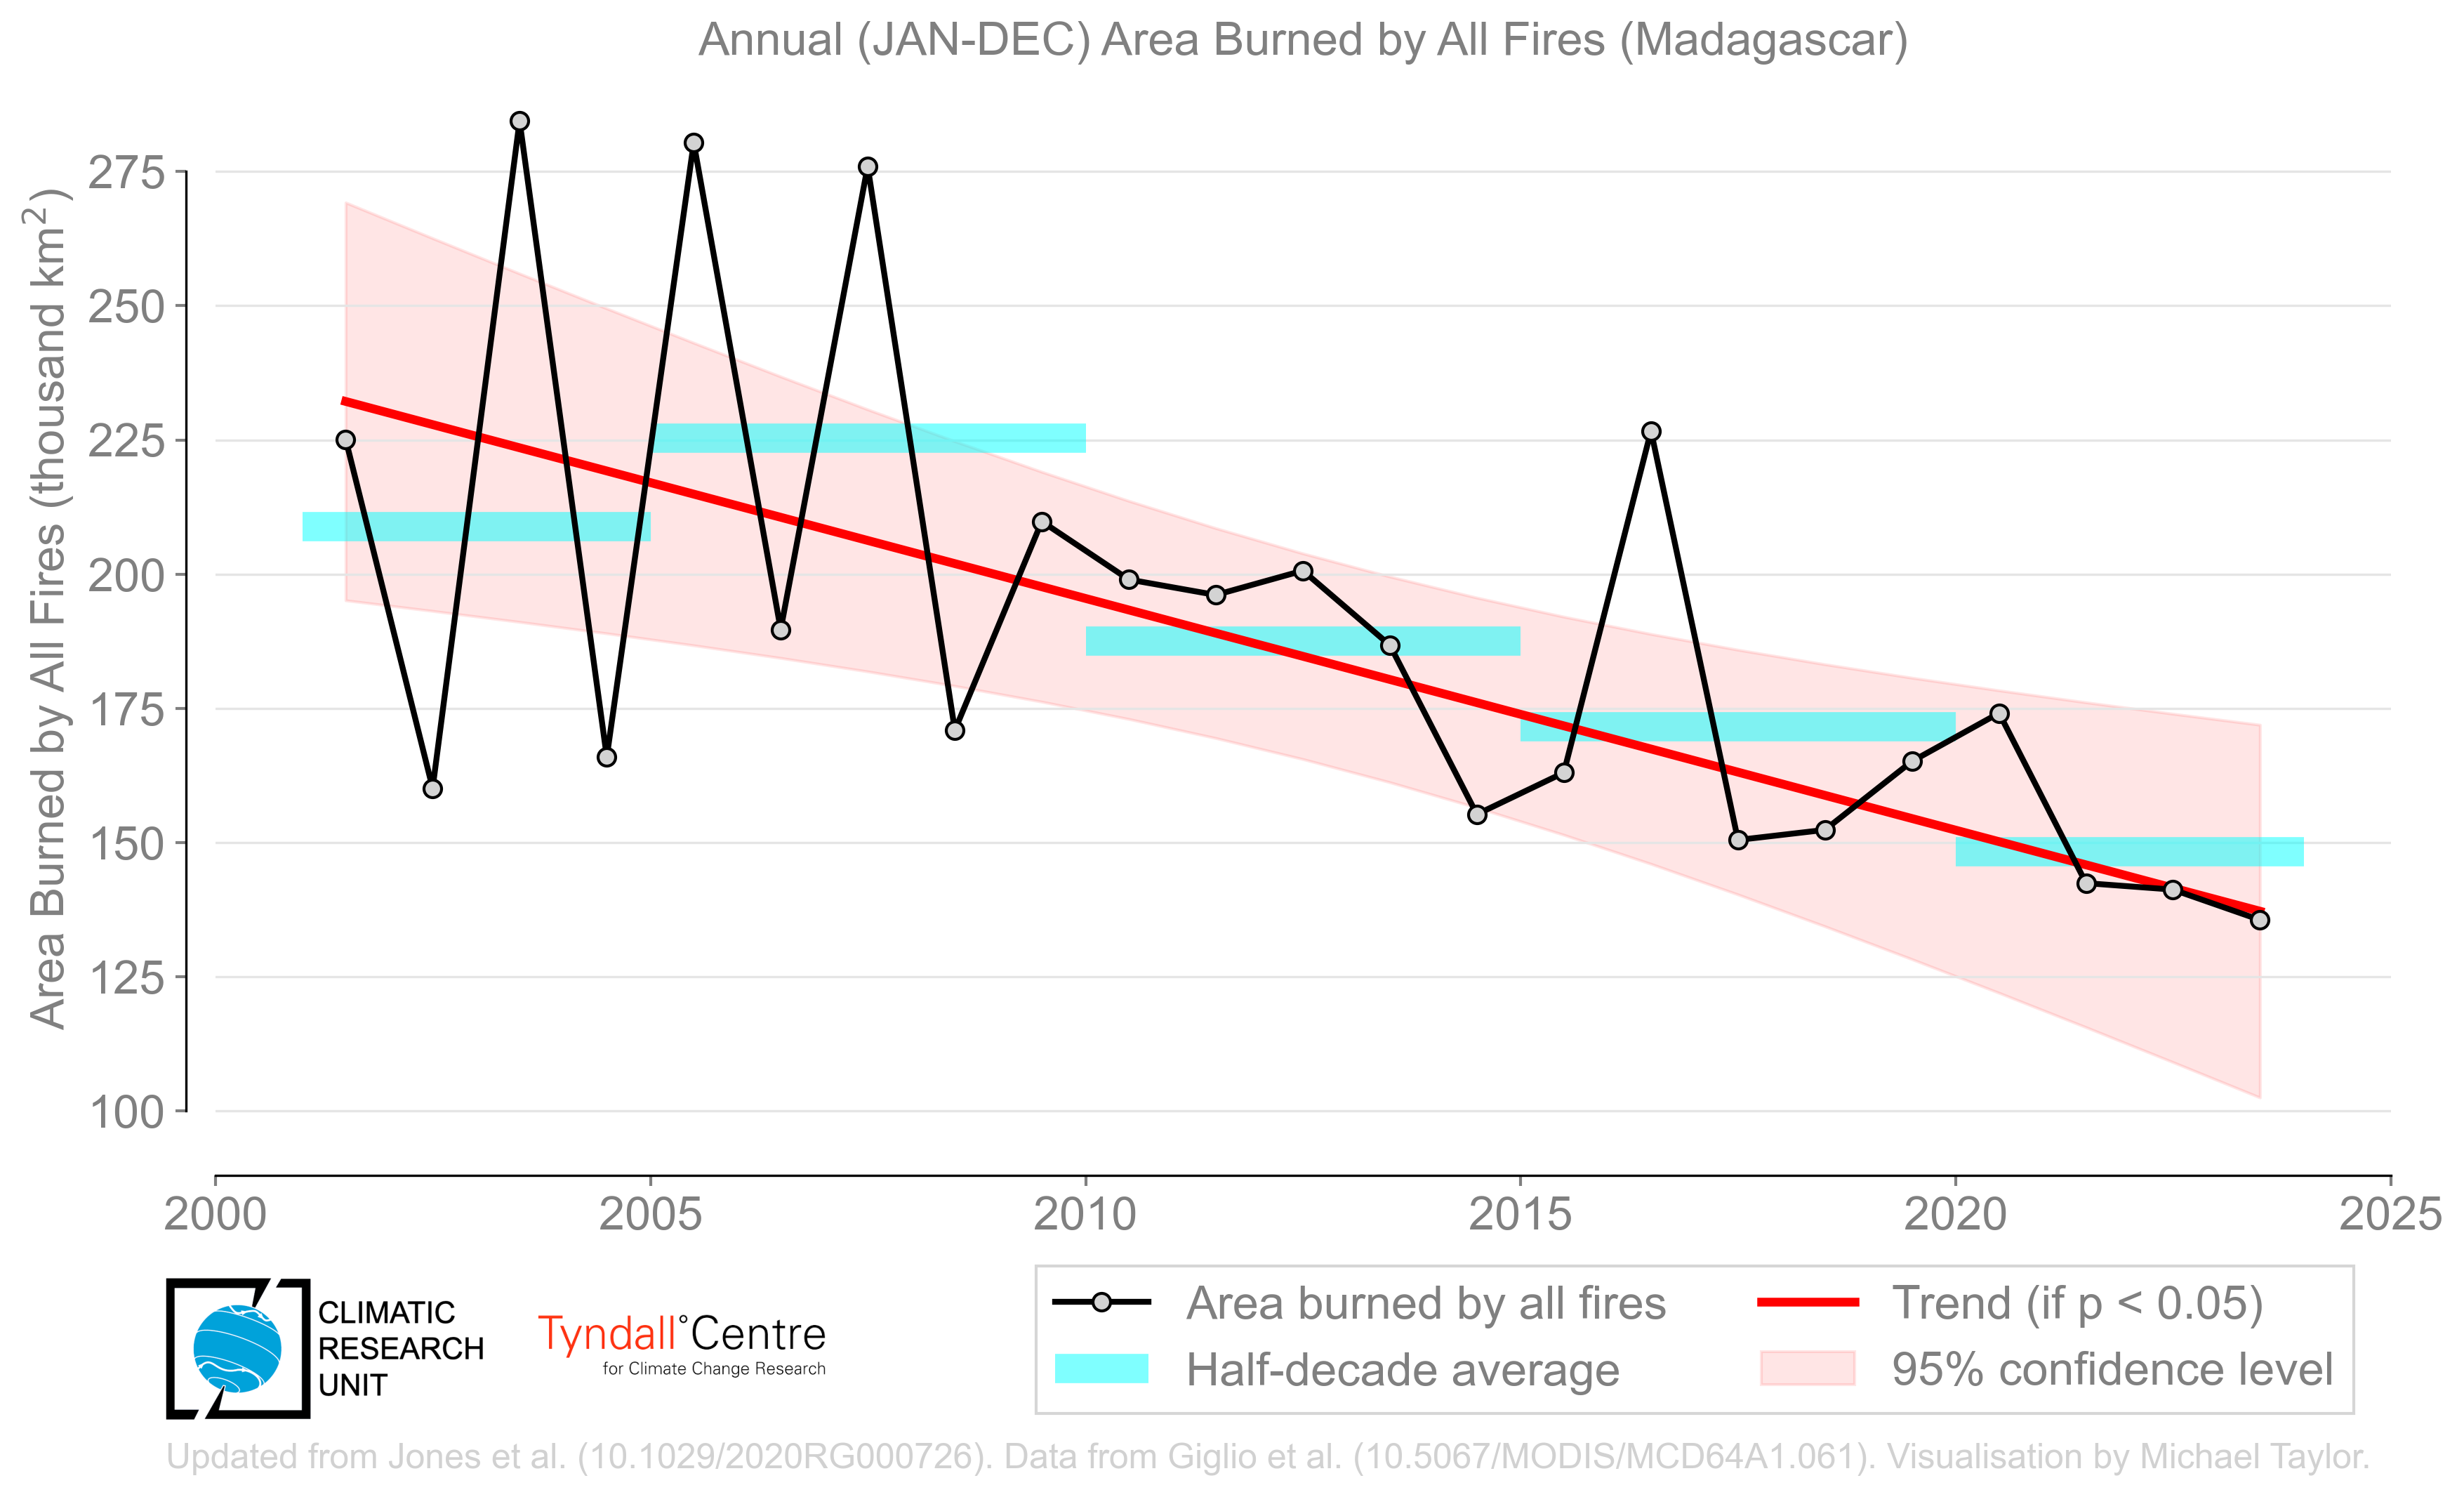 Annual (JAN-DEC) Area Burned by All Fires (Madagascar)
Area Burned by All Fires (thousand km²)
275
250
225
200
175
150
125
100
2000 2005 2010 2015 2020 2025
CLIMATIC
RESEARCH
UNIT
Tyndall°Centre
for Climate Change Research
Area burned by all fires
Half-decade average
Trend (if p < 0.05)
95% confidence level
Updated from Jones et al. (10.1029/2020RG000726). Data from Giglio et al. (10.5067/MODIS/MCD64A1.061). Visualisation by Michael Taylor.